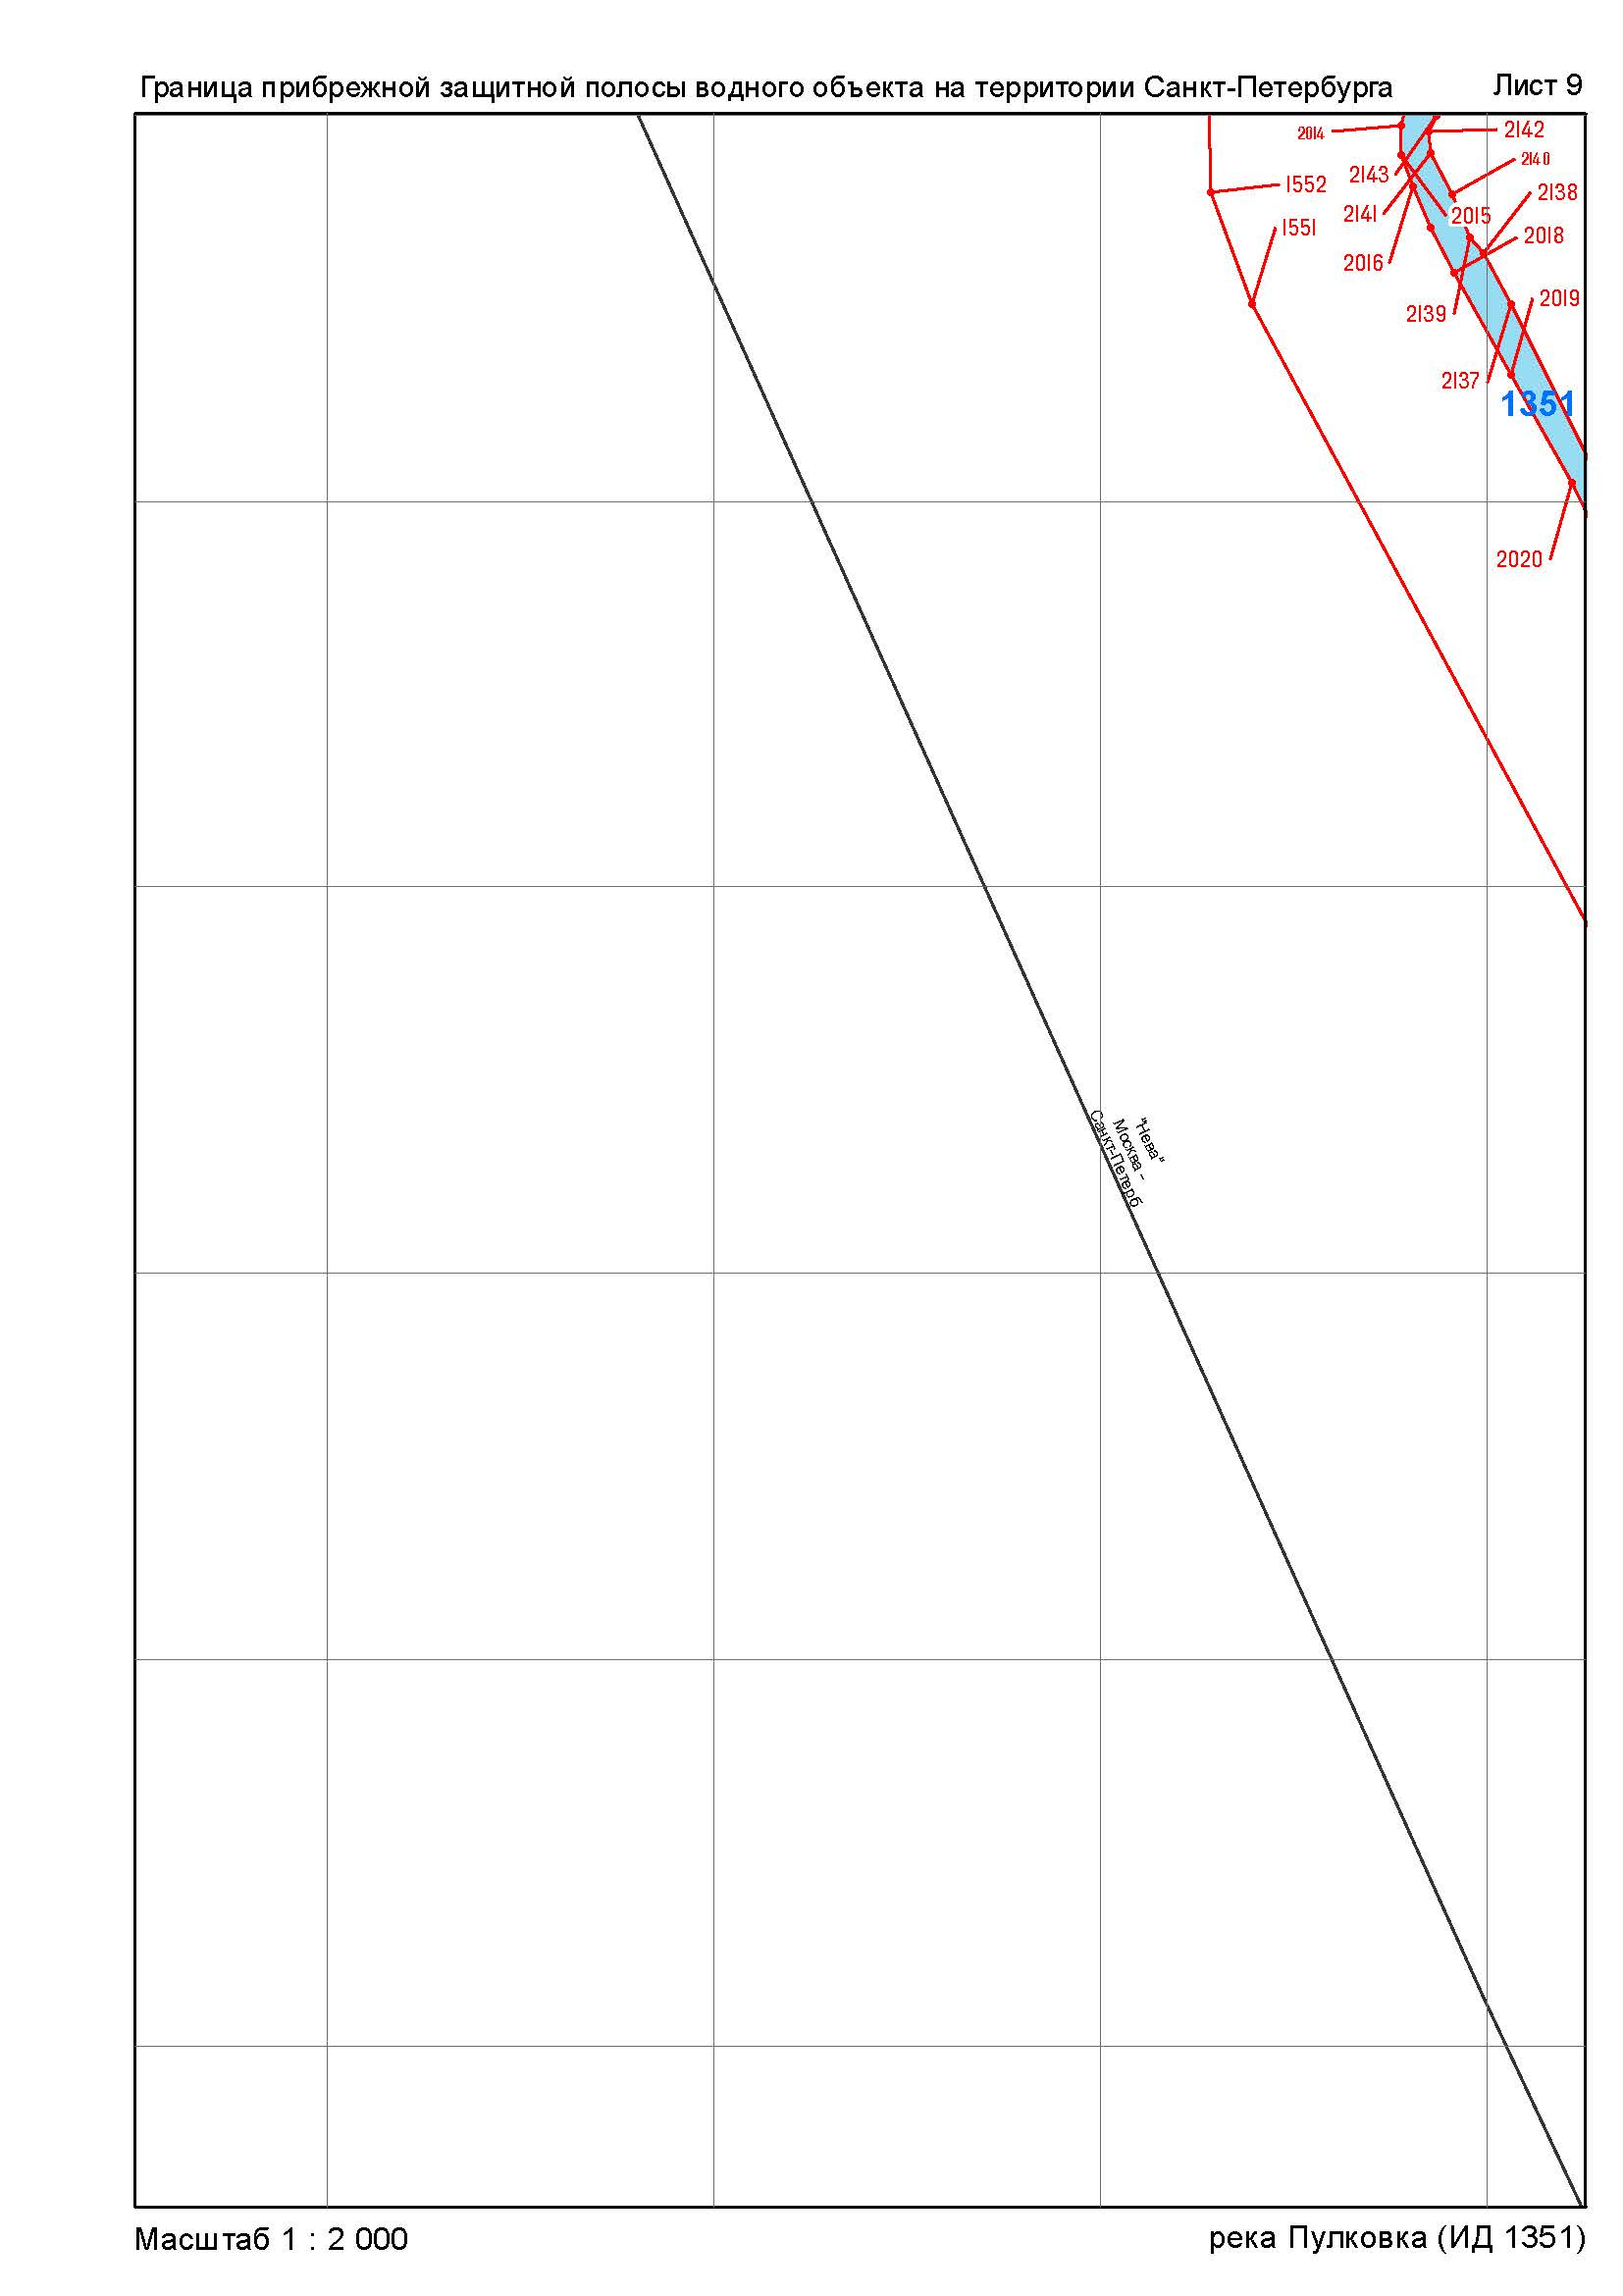 Граница прибрежной защитной полосы водного объекта на территории Санкт-Петербурга
Лист 9
2014
2142
2140
2143
1552
2138
2141
2015
1551
2018
2016
2019
2139
2137
1351
2020
"Нева"
Москва -
Санкт-Петерб
Масштаб 1 : 2 000
река Пулковка (ИД 1351)